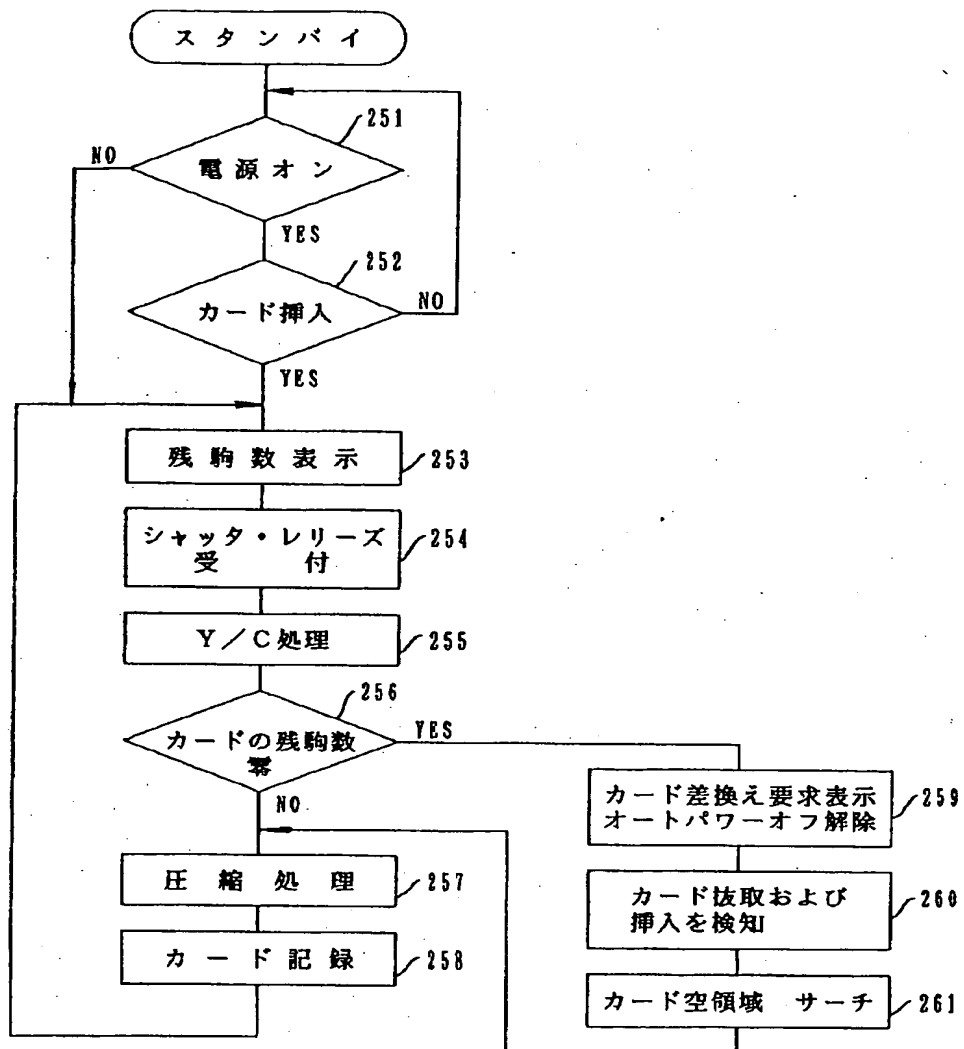 スタンバイ
251
NO
電源オン
YES
252
カード挿入
NO
YES
残駒数表示
253
シャッタ・レリーズ
受付
254
Y/C処理
255
256
カードの残駒数
零
YES
NO
カード差換え要求表示
オートパワーオフ解除
259
圧縮処理
257
カード抜取および
挿入を検知
260
カード記録
258
カード空領域 サーチ
261